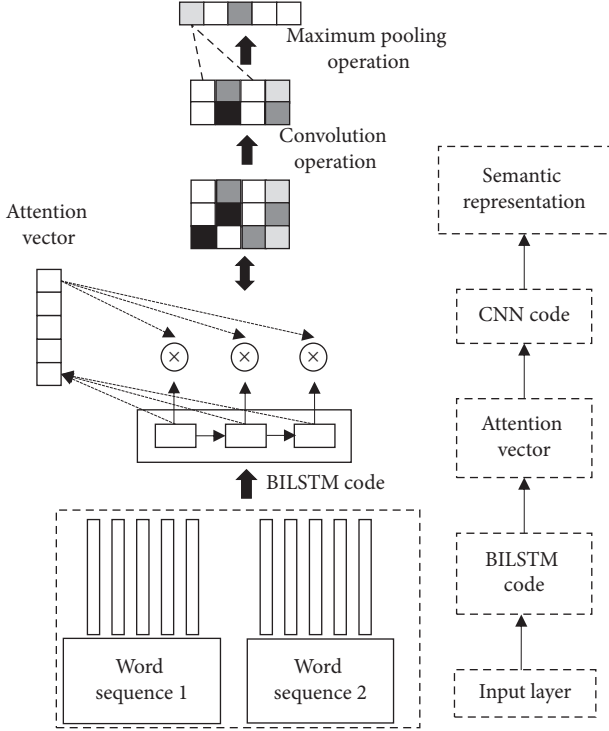 Maximum pooling
operation
Convolution
operation
Attention
vector
×
×
×
BILSTM code
Word
sequence 1
Word
sequence 2
Semantic
representation
CNN code
Attention
vector
BILSTM
code
Input layer